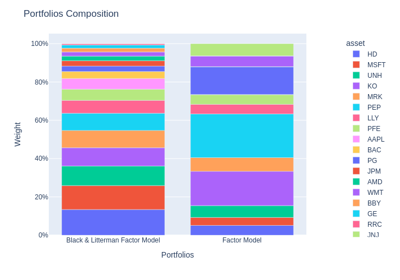 Portfolios Composition
asset
100%
80%
60%
40%
20%
0%
Weight
Black & Litterman Factor Model
Factor Model
Portfolios
HD
MSFT
UNH
KO
MRK
PEP
LLY
PFE
AAPL
BAC
PG
JPM
AMD
WMT
BBY
GE
RRC
JNJ